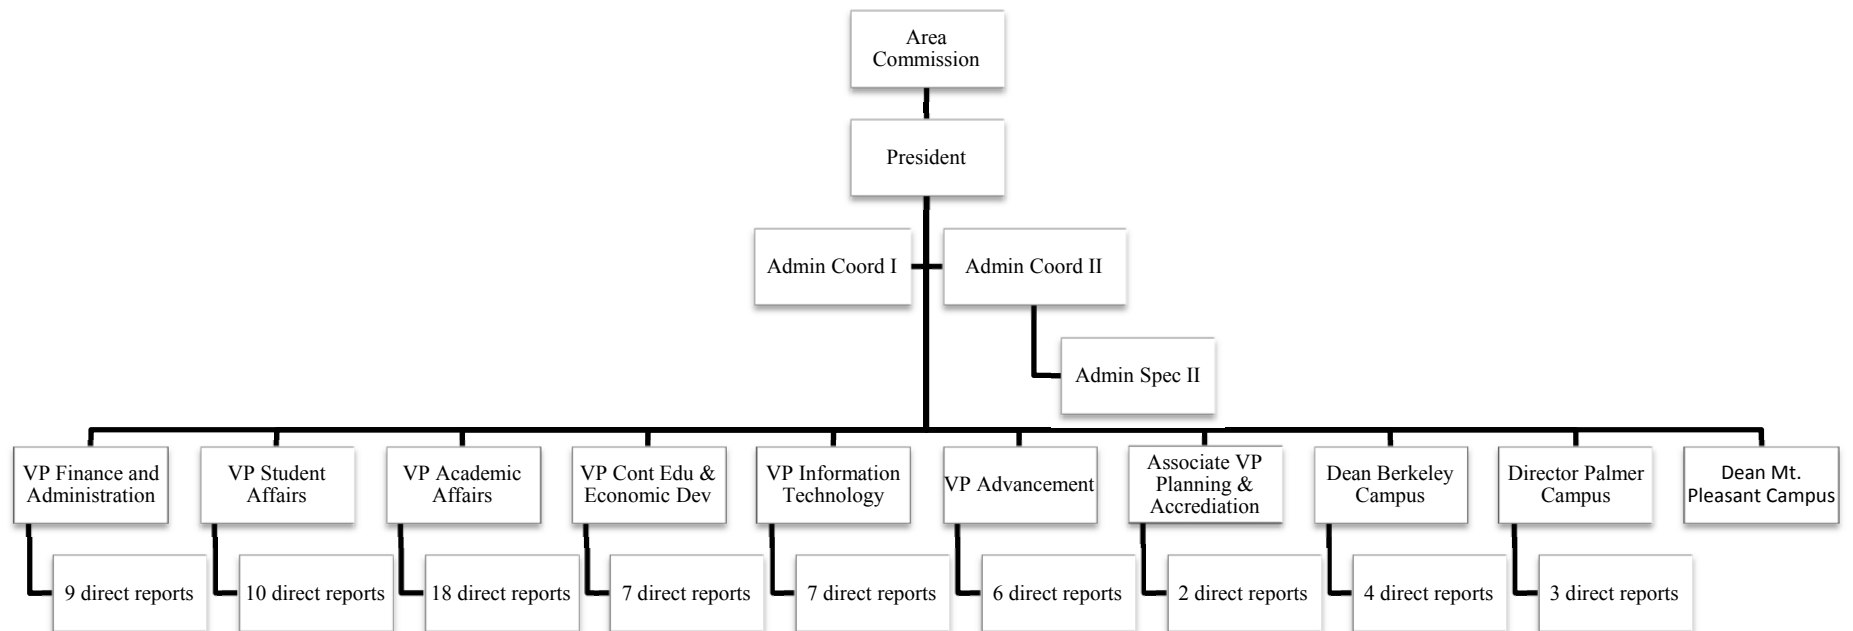 Area
Commission
President
Admin Coord I
Admin Coord II
Admin Spec II
VP Finance and
Administration
VP Student
Affairs
VP Academic
Affairs
VP Cont Edu &
Economic Dev
VP Information
Technology
VP Advancement
Associate VP
Planning &
Accrediation
Dean Berkeley
Campus
Director Palmer
Campus
Dean Mt.
Pleasant Campus
9 direct reports
10 direct reports
18 direct reports
7 direct reports
7 direct reports
6 direct reports
2 direct reports
4 direct reports
3 direct reports